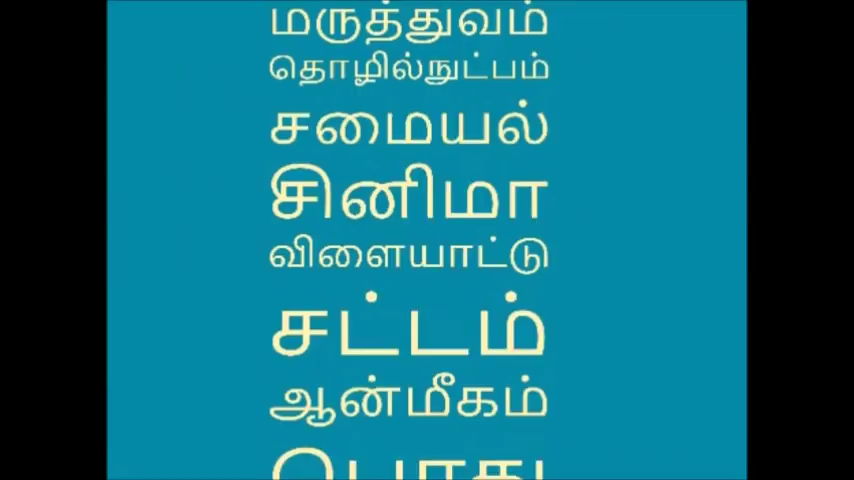 மருத்துவம்
தொழில்நுட்பம்
சமையல்
சினிமா
விளையாட்டு
சட்டம்
ஆன்மீகம்
பொது